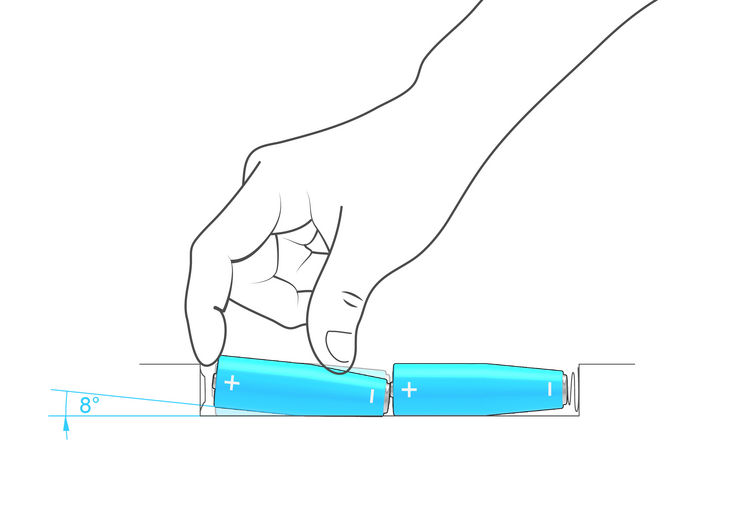 + − + −
8°